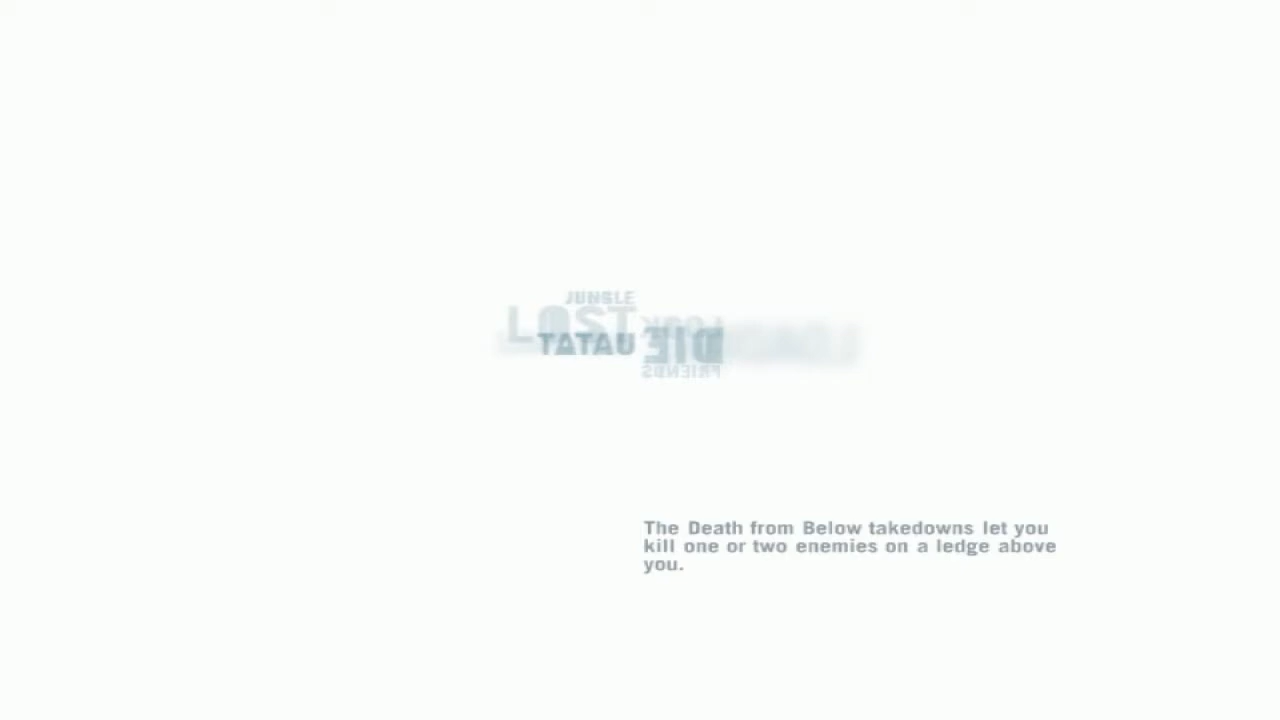 JUNGLE
LOST
TATAU
DIE
FRIENDS
The Death from Below takedowns let you
kill one or two enemies on a ledge above
you.